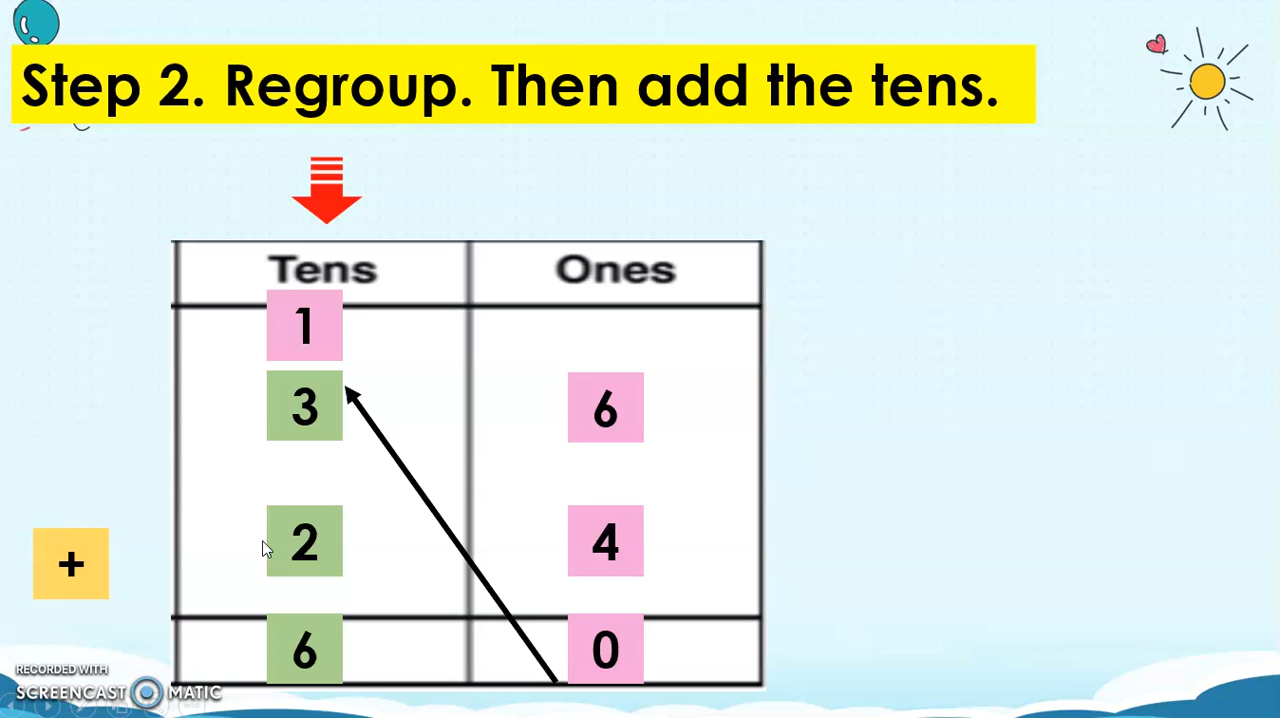 Step 2. Regroup. Then add the tens.
Tens Ones
1
3 6
2 4
+
6 0
RECORDED WITH
SCREENCAST MATIC